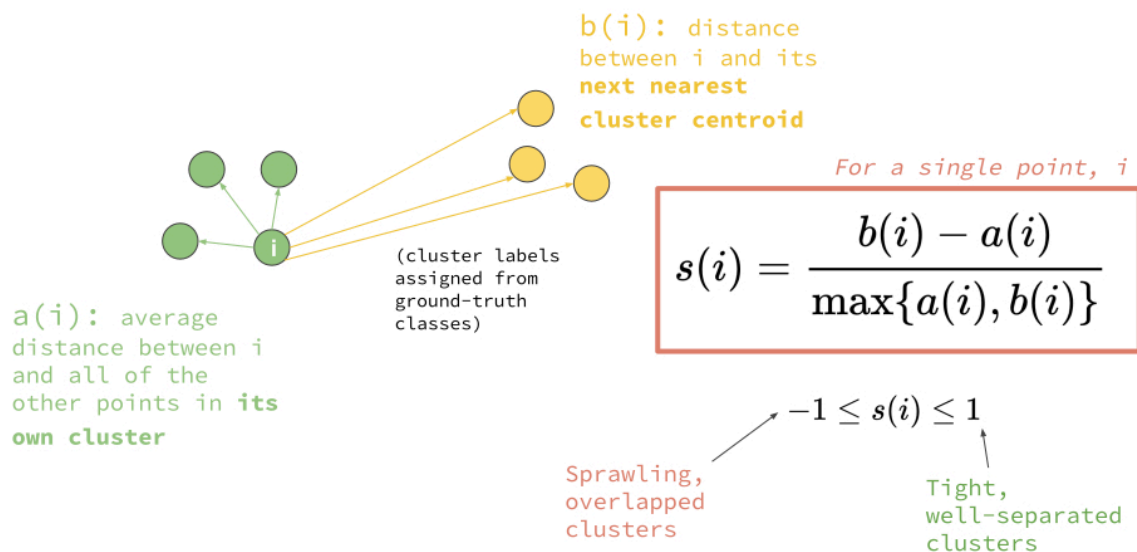 b(i): distance
between i and its
next nearest
cluster centroid
For a single point, i
i
(cluster labels
assigned from
ground-truth
classes)
s(i) = \frac{b(i) - a(i)}{\max\{a(i), b(i)\}}
a(i): average
distance between i
and all of the
other points in its
own cluster
-1 ≤ s(i) ≤ 1
Sprawling,
overlapped
clusters
Tight,
well-separated
clusters